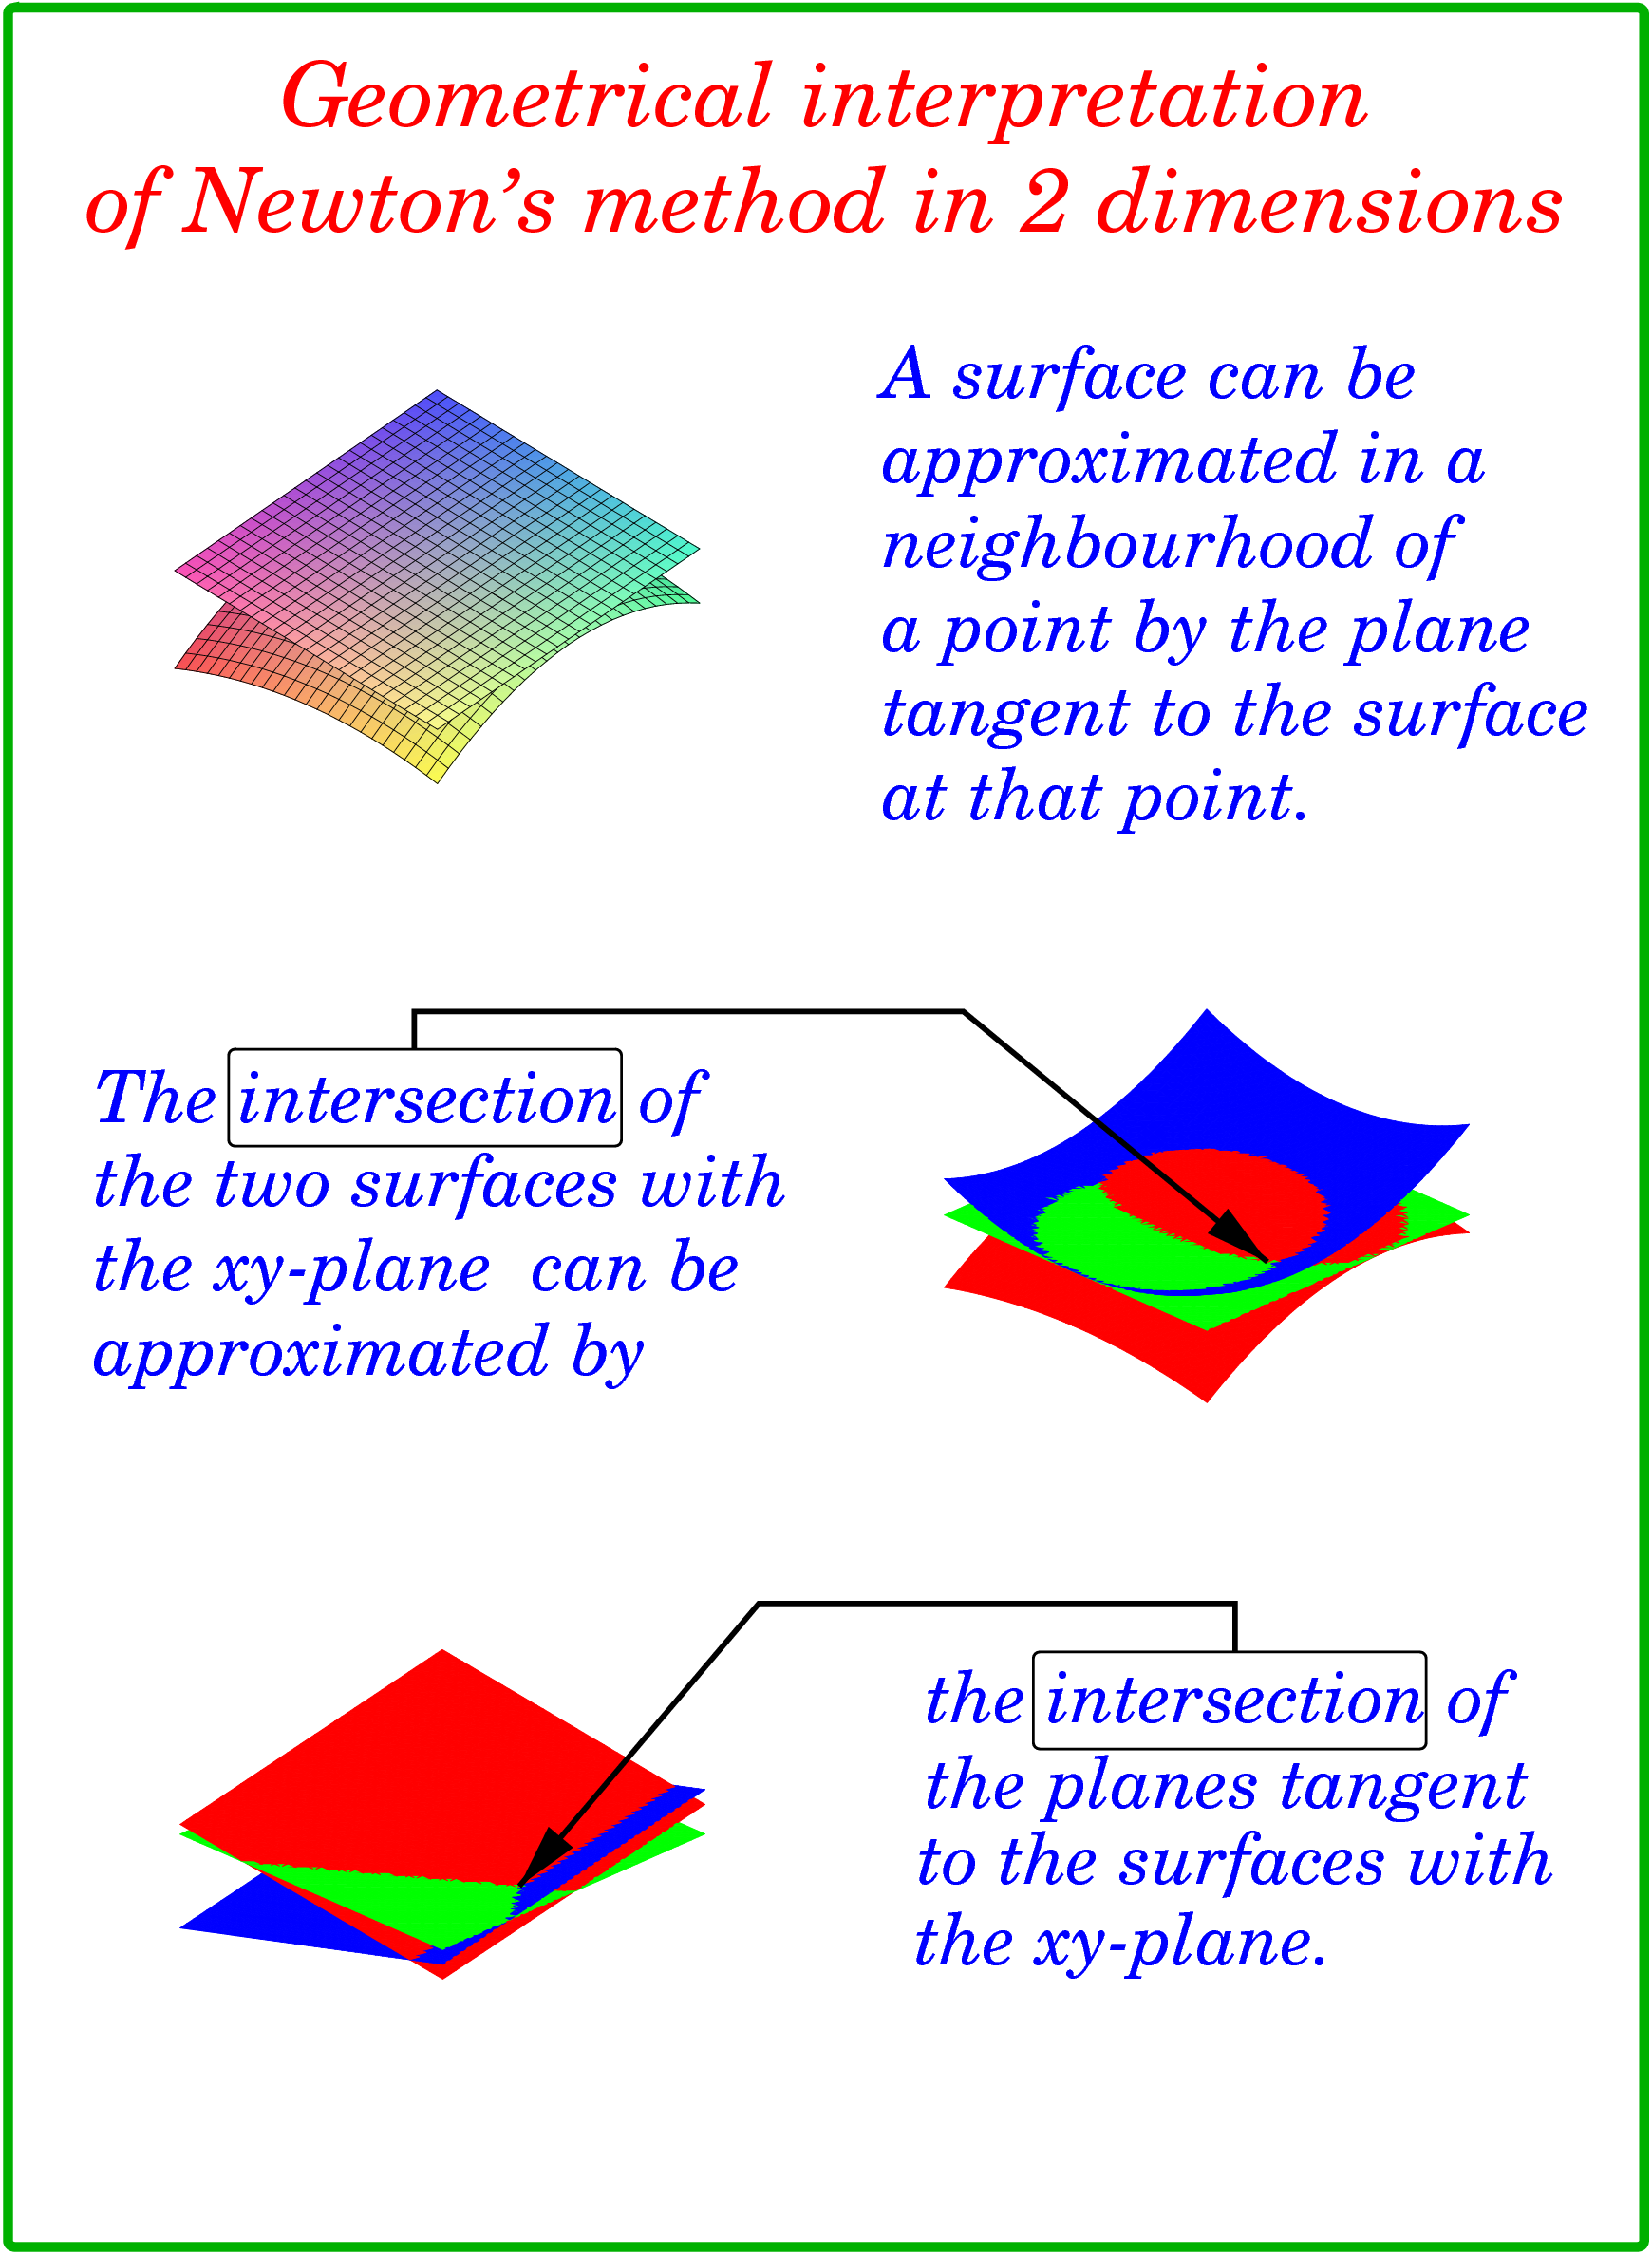 Geometrical interpretation
of Newton's method in 2 dimensions
A surface can be
approximated in a
neighbourhood of
a point by the plane
tangent to the surface
at that point.
The intersection of
the two surfaces with
the xy-plane can be
approximated by
the intersection of
the planes tangent
to the surfaces with
the xy-plane.